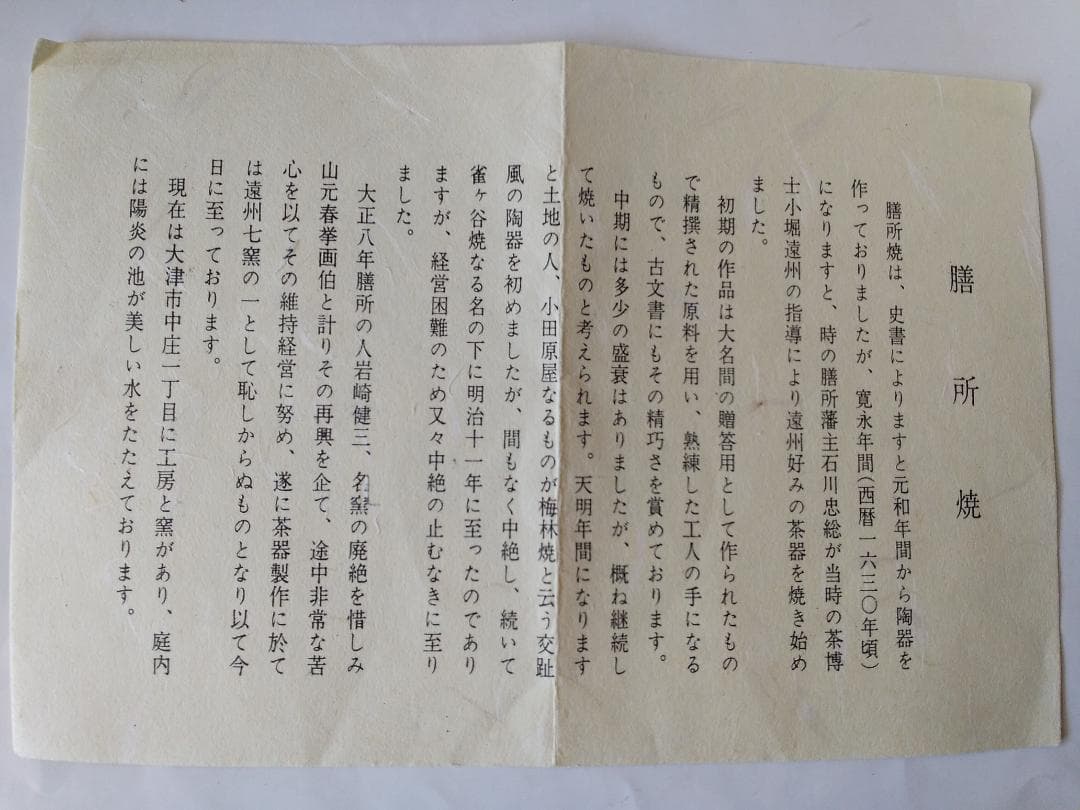 膳所焼
膳所焼は、史書によりますと元和年間から陶器を
作っておりましたが、寛永年間(西暦一六三〇年頃)
になりますと、時の膳所藩主石川忠総が当時の茶博
士小堀遠州の指導により遠州好みの茶器を焼き始め
ました。
初期の作品は大名間の贈答用として作られたもの
で精撰された原料を用い、熟練した工人の手になる
もので、古文書にもその精巧さを賞めております。
中期には多少の盛衰はありましたが、概ね継続し
て焼いたものと考えられます。天明年間になります
と土地の人、小田原屋なるものが梅林焼と云う交趾
風の陶器を初めましたが、間もなく中絶し、続いて
雀ヶ谷焼なる名の下に明治十一年に至ったのであり
ますが、経営困難のため又々中絶の止むなきに至り
ました。
大正八年膳所の人岩崎健三、名窯の廃絶を惜しみ
山元春挙画伯と計りその再興を企て、途中非常な苦
心を以てその維持経営に努め、遂に茶器製作に於て
は遠州七窯の一として恥しからぬものとなり以て今
日に至っております。
現在は大津市中庄一丁目に工房と窯があり、庭内
には陽炎の池が美しい水をたたえております。